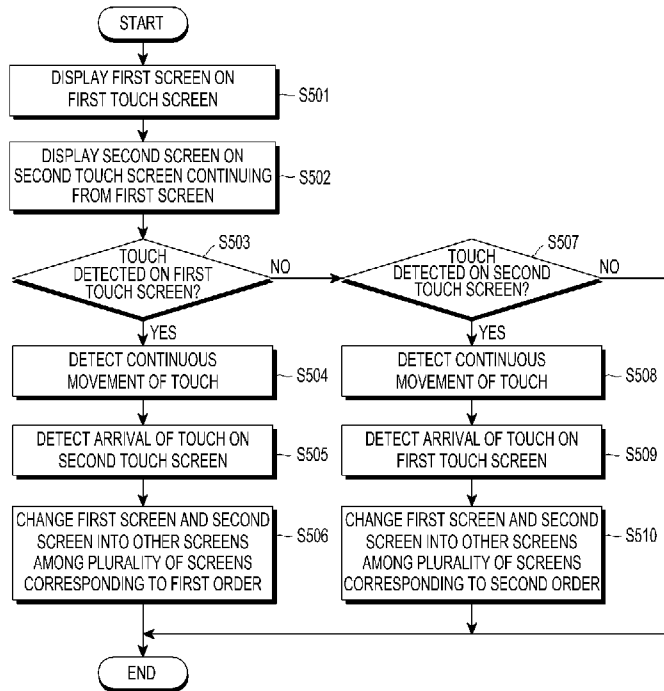 START
DISPLAY FIRST SCREEN ON
FIRST TOUCH SCREEN
S501
DISPLAY SECOND SCREEN ON
SECOND TOUCH SCREEN CONTINUING
FROM FIRST SCREEN
S502
S503
TOUCH
DETECTED ON FIRST
TOUCH SCREEN?
NO
YES
S507
TOUCH
DETECTED ON SECOND
TOUCH SCREEN?
NO
YES
DETECT CONTINUOUS
MOVEMENT OF TOUCH
S504
DETECT CONTINUOUS
MOVEMENT OF TOUCH
S508
DETECT ARRIVAL OF TOUCH ON
SECOND TOUCH SCREEN
S505
DETECT ARRIVAL OF TOUCH ON
FIRST TOUCH SCREEN
S509
CHANGE FIRST SCREEN AND SECOND
SCREEN INTO OTHER SCREENS
AMONG PLURALITY OF SCREENS
CORRESPONDING TO FIRST ORDER
S506
CHANGE FIRST SCREEN AND SECOND
SCREEN INTO OTHER SCREENS
AMONG PLURALITY OF SCREENS
CORRESPONDING TO SECOND ORDER
S510
END